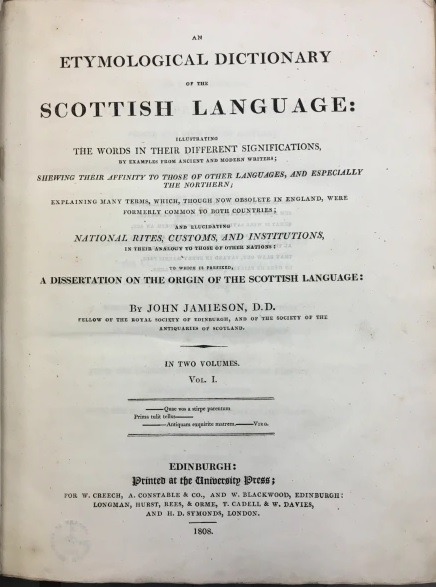 AN
ETYMOLOGICAL DICTIONARY
OF THE
SCOTTISH LANGUAGE:
ILLUSTRATING
THE WORDS IN THEIR DIFFERENT SIGNIFICATIONS,
BY EXAMPLES FROM ANCIENT AND MODERN WRITERS;
SHEWING THEIR AFFINITY TO THOSE OF OTHER LANGUAGES, AND ESPECIALLY
THE NORTHERN;
EXPLAINING MANY TERMS, WHICH, THOUGH NOW OBSOLETE IN ENGLAND, WERE
FORMERLY COMMON TO BOTH COUNTRIES;
AND ELUCIDATING
NATIONAL RITES, CUSTOMS, AND INSTITUTIONS,
IN THEIR ANALOGY TO THOSE OF OTHER NATIONS:
TO WHICH IS PREFIXED,
A DISSERTATION ON THE ORIGIN OF THE SCOTTISH LANGUAGE:
BY JOHN JAMIESON, D.D.
FELLOW OF THE ROYAL SOCIETY OF EDINBURGH, AND OF THE SOCIETY OF THE
ANTIQUARIES OF SCOTLAND.
IN TWO VOLUMES.
VOL. I.
——Quae vos a stirpe parentum
Prima tulit tellus——
——Antiquam exquirite matrem.——VIRG.
EDINBURGH:
Printed at the University Press;
FOR W. CREECH, A. CONSTABLE & CO., AND W. BLACKWOOD, EDINBURGH:
LONGMAN, HURST, REES, & ORME, T. CADELL & W. DAVIES,
AND H. D. SYMONDS, LONDON.
1808.